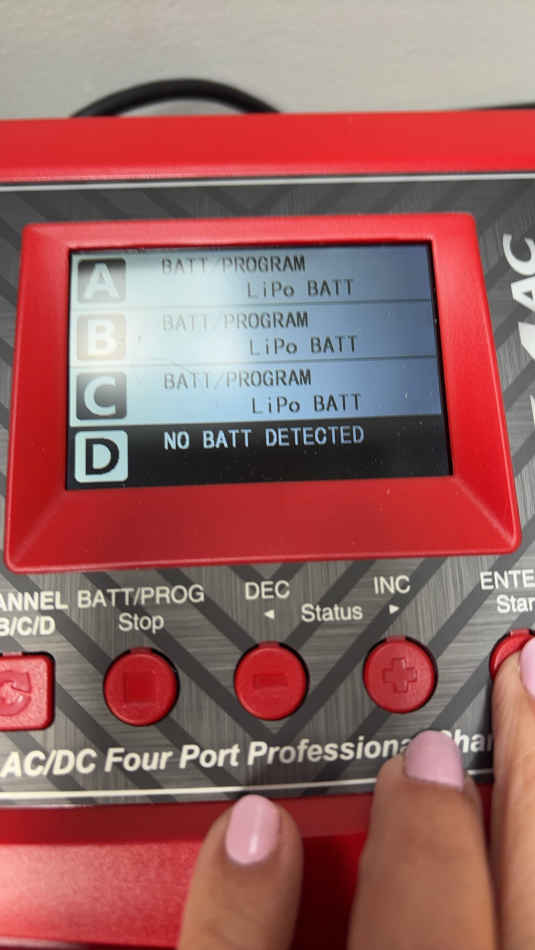 AC
A
BATT/PROGRAM
LiPo BATT
B
BATT/PROGRAM
LiPo BATT
C
BATT/PROGRAM
LiPo BATT
D
NO BATT DETECTED
ANNEL BATT/PROG DEC INC ENTE
B/C/D Stop ◄ Status ► Star
AC/DC Four Port Professiona Char